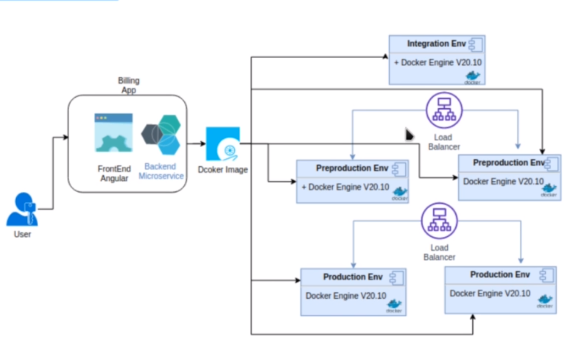 Integration Env
+ Docker Engine V20.10
docker
Billing
App
FrontEnd
Angular
Backend
Microservice
Dcoker Image
User
Load
Balancer
Preproduction Env
+ Docker Engine V20.10
docker
Preproduction Env
Docker Engine V20.10
docker
Load
Balancer
Production Env
Docker Engine V20.10
docker
Production Env
Docker Engine V20.10
docker